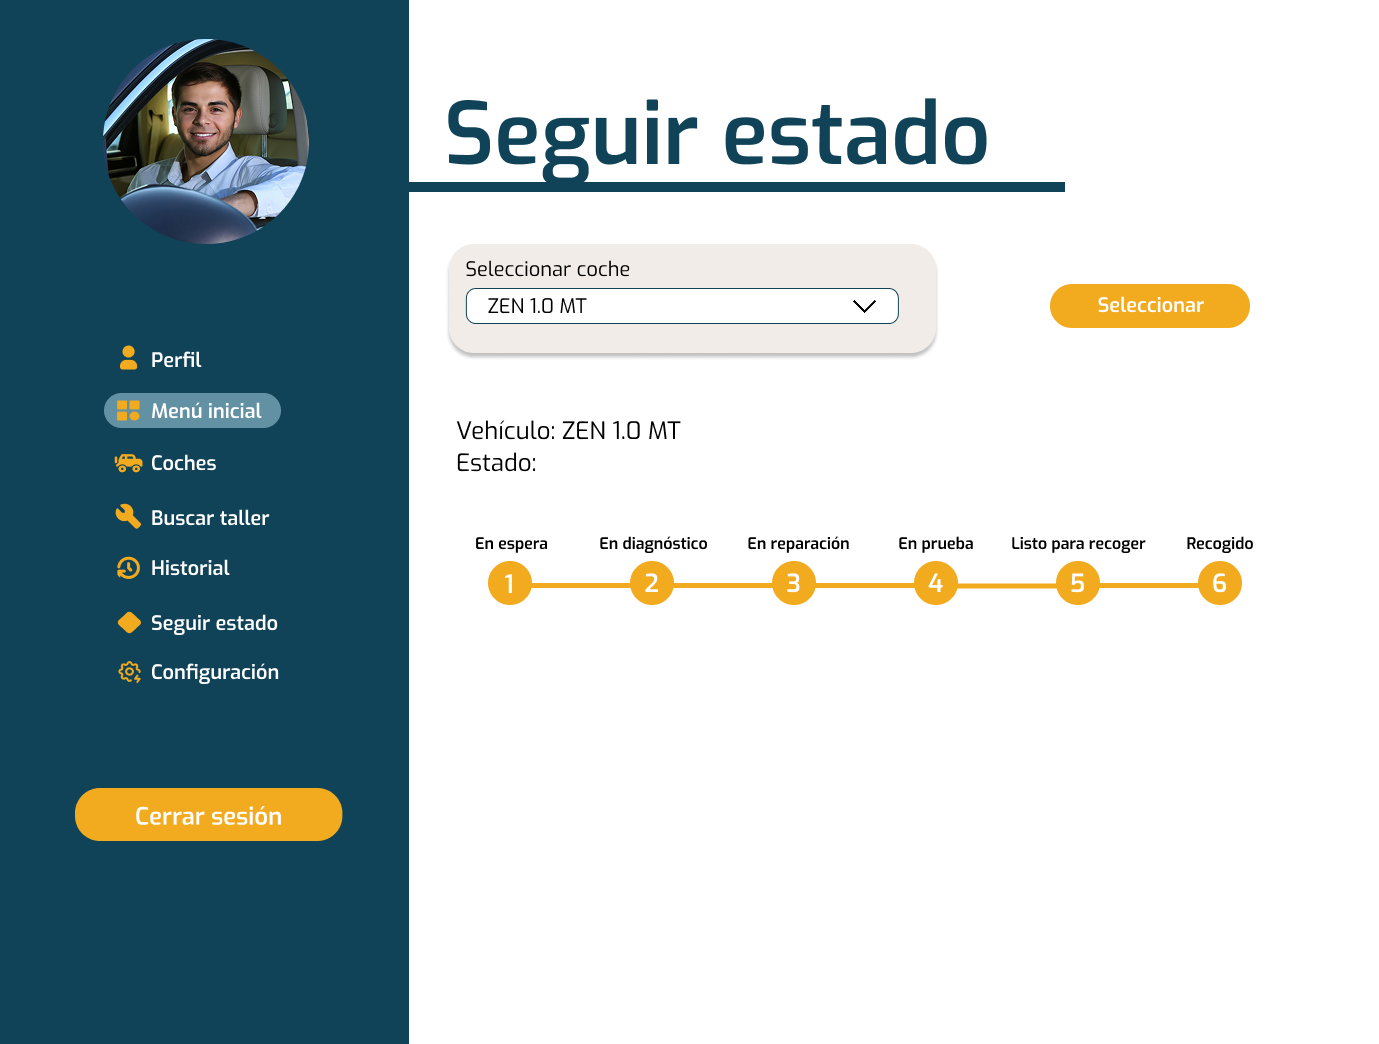 Seguir estado
Seleccionar coche
ZEN 1.0 MT
Seleccionar
Perfil
Menú inicial
Coches
Buscar taller
Historial
Seguir estado
Configuración
Cerrar sesión
Vehículo: ZEN 1.0 MT
Estado:
En espera En diagnóstico En reparación En prueba Listo para recoger Recogido
1 2 3 4 5 6